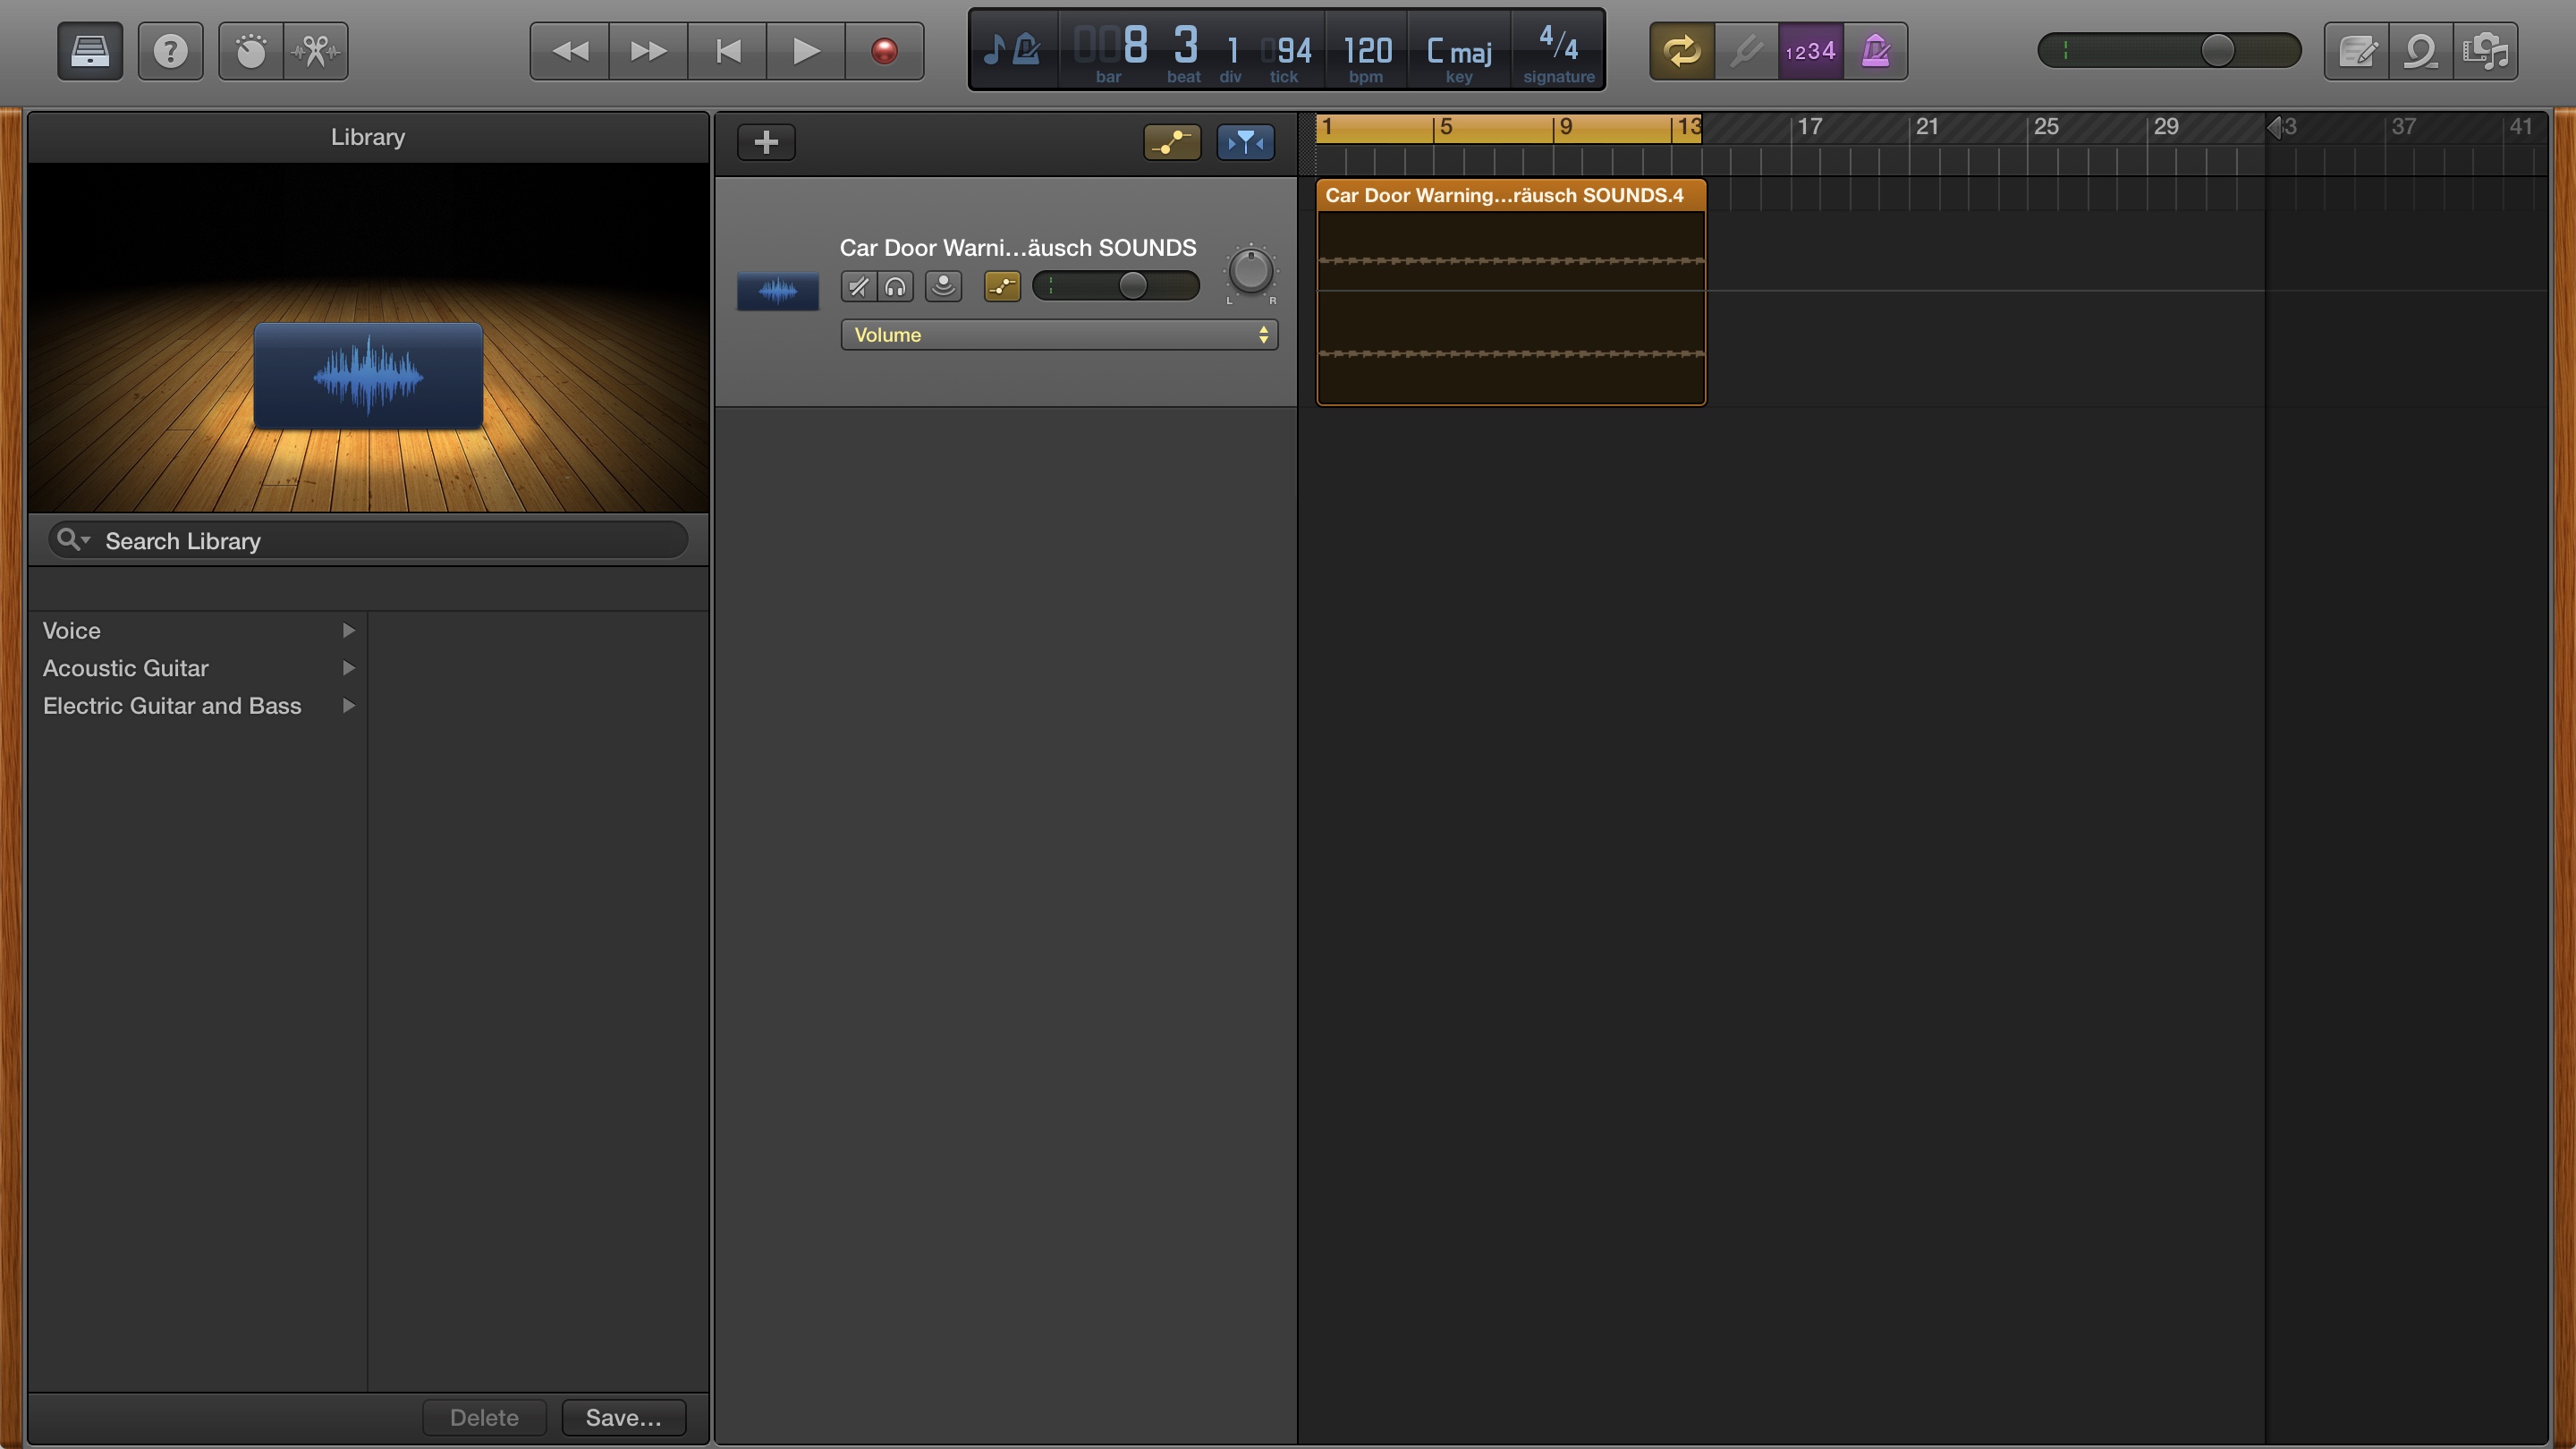 008 3 1 094 120 C maj 4/4
bar beat div tick bpm key signature
1234
Library
1 5 9 13 17 21 25 29 33 37 41
Car Door Warning...räusch SOUNDS.4
Car Door Warni...äusch SOUNDS
L R
Volume
Search Library
Voice
Acoustic Guitar
Electric Guitar and Bass
Delete Save...